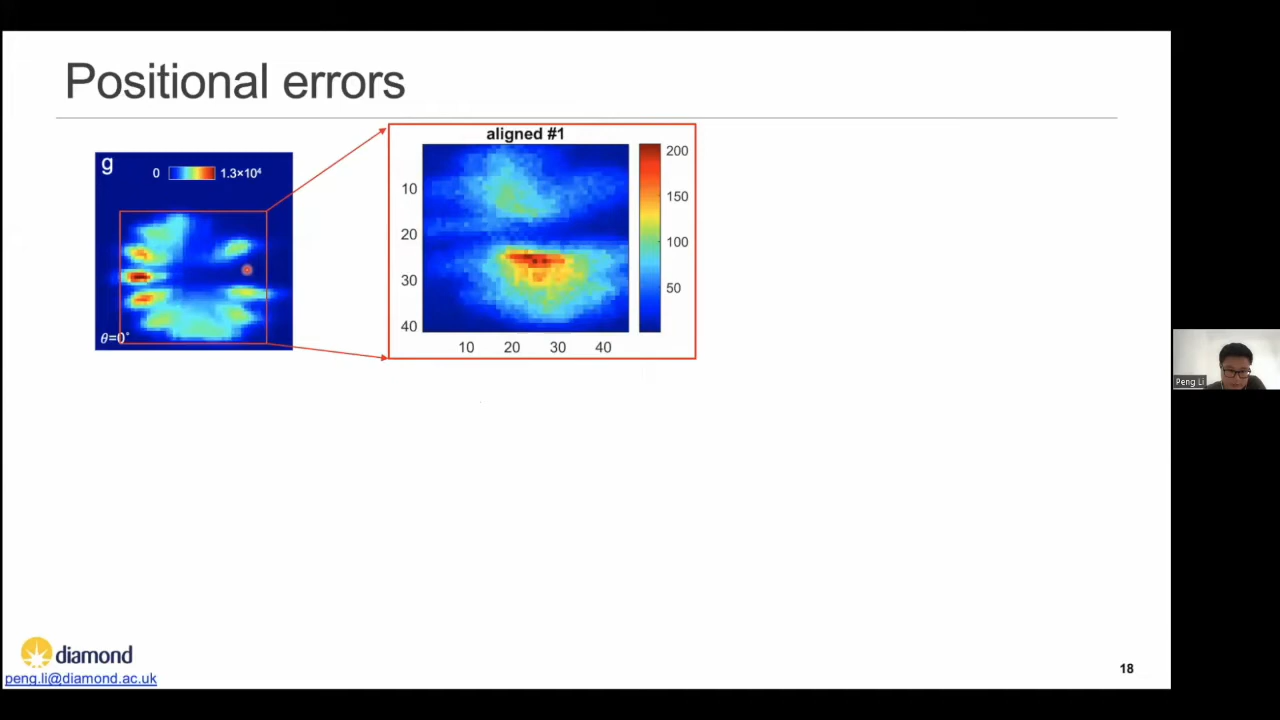 Positional errors
g
0 1.3×10⁴
θ=0°
aligned #1
10
20
30
40
10 20 30 40
200
150
100
50
Peng Li
diamond
peng.li@diamond.ac.uk
18